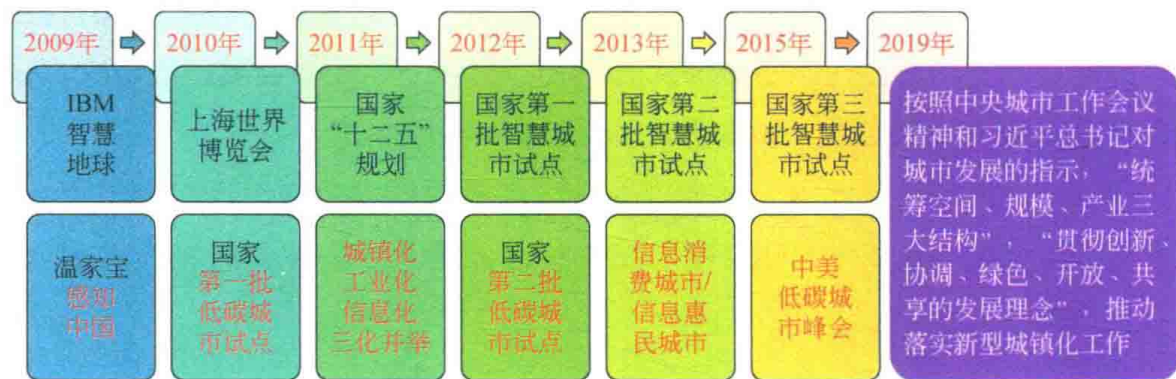 2009年
2010年
2011年
2012年
2013年
2015年
2019年
IBM
智慧
地球
上海世界
博览会
国家
“十二五”
规划
国家第一
批智慧城
市试点
国家第二
批智慧城
市试点
国家第三
批智慧城
市试点
按照中央城市工作会议
精神和习近平总书记对
城市发展的指示，“统
筹空间、规模、产业三
大结构”，“贯彻创新、
协调、绿色、开放、共
享的发展理念”，推动
落实新型城镇化工作
温家宝
感知
中国
国家
第一批
低碳城
市试点
城镇化
工业化
信息化
三化并举
国家
第二批
低碳城
市试点
信息消
费城市/
信息惠
民城市
中美
低碳城
市峰会